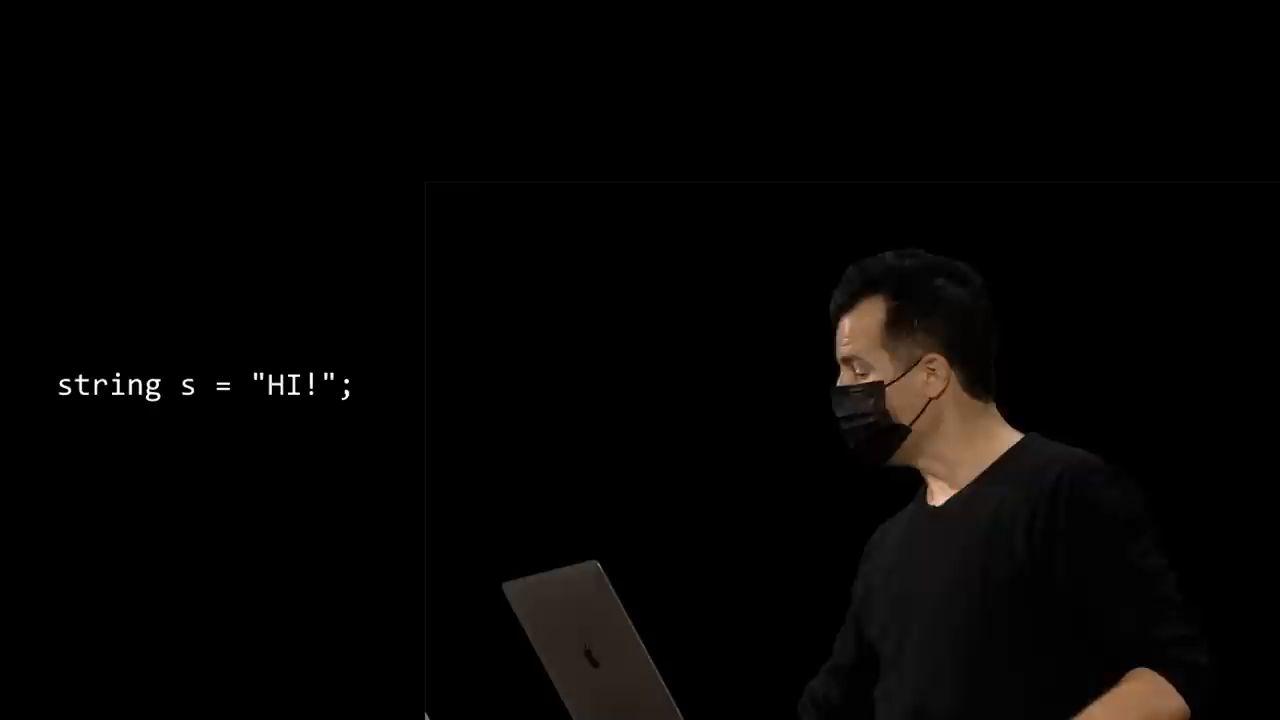 string s = "HI!";